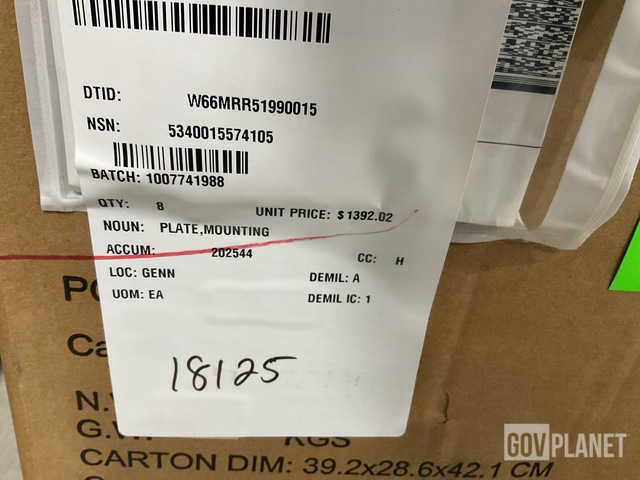 DTID: W66MRR51990015
NSN: 5340015574105
BATCH: 1007741988
QTY: 8 UNIT PRICE: $1392.02
NOUN: PLATE,MOUNTING
ACCUM: 202544 CC: H
LOC: GENN DEMIL: A
UOM: EA DEMIL IC: 1
18125
KGS
CARTON DIM: 39.2x28.6x42.1 CM
GOVPLANET